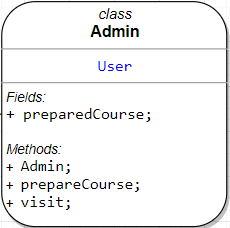 class
Admin
User
Fields:
+ preparedCourse;
Methods:
+ Admin;
+ prepareCourse;
+ visit;